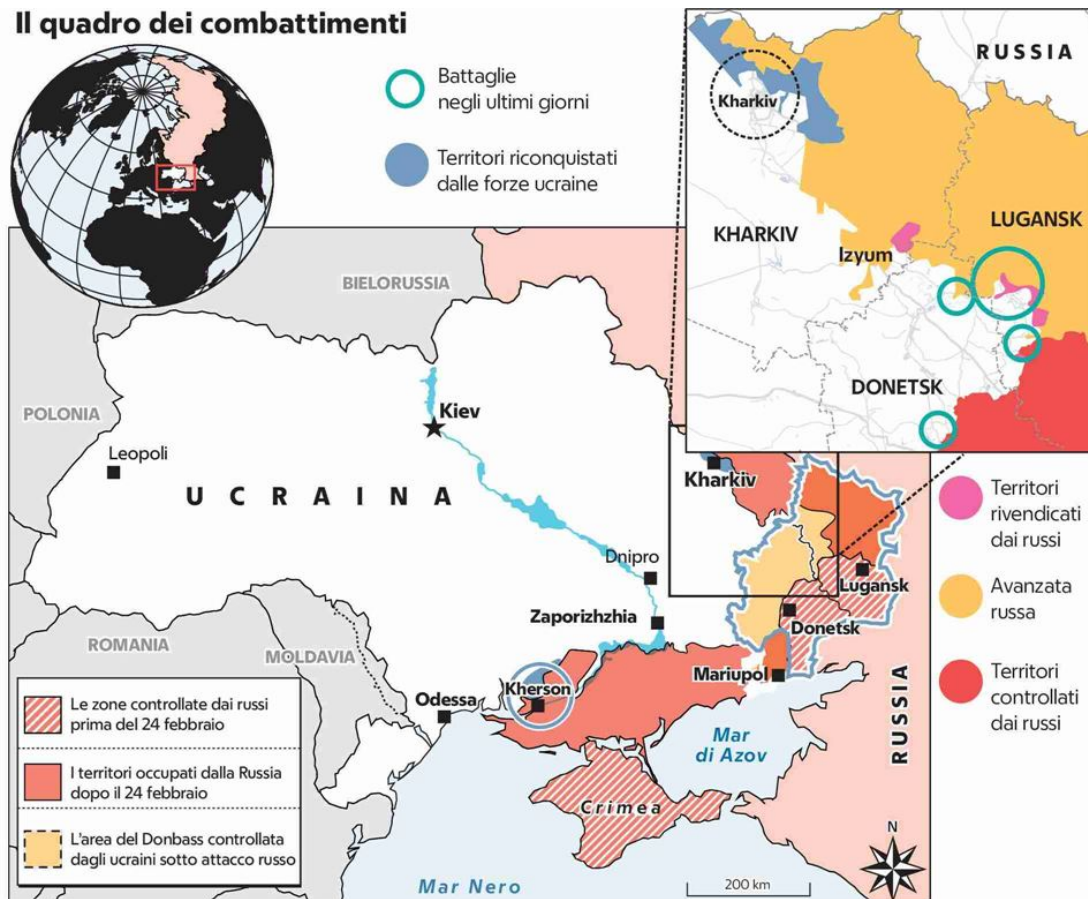 Il quadro dei combattimenti
Battaglie
negli ultimi giorni
Territori riconquistati
dalle forze ucraine
RUSSIA
Kharkiv
LUGANSK
KHARKIV
Izyum
DONETSK
BIELORUSSIA
POLONIA
Kiev
Leopoli
UCRAINA
Kharkiv
Dnipro
Lugansk
Zaporizhzhia
Donetsk
ROMANIA
MOLDAVIA
Mariupol
Kherson
Odessa
Mar
di Azov
RUSSIA
Crimea
Mar Nero
200 km
N
Territori
rivendicati
dai russi
Avanzata
russa
Territori
controllati
dai russi
Le zone controllate dai russi
prima del 24 febbraio
I territori occupati dalla Russia
dopo il 24 febbraio
L'area del Donbass controllata
dagli ucraini sotto attacco russo